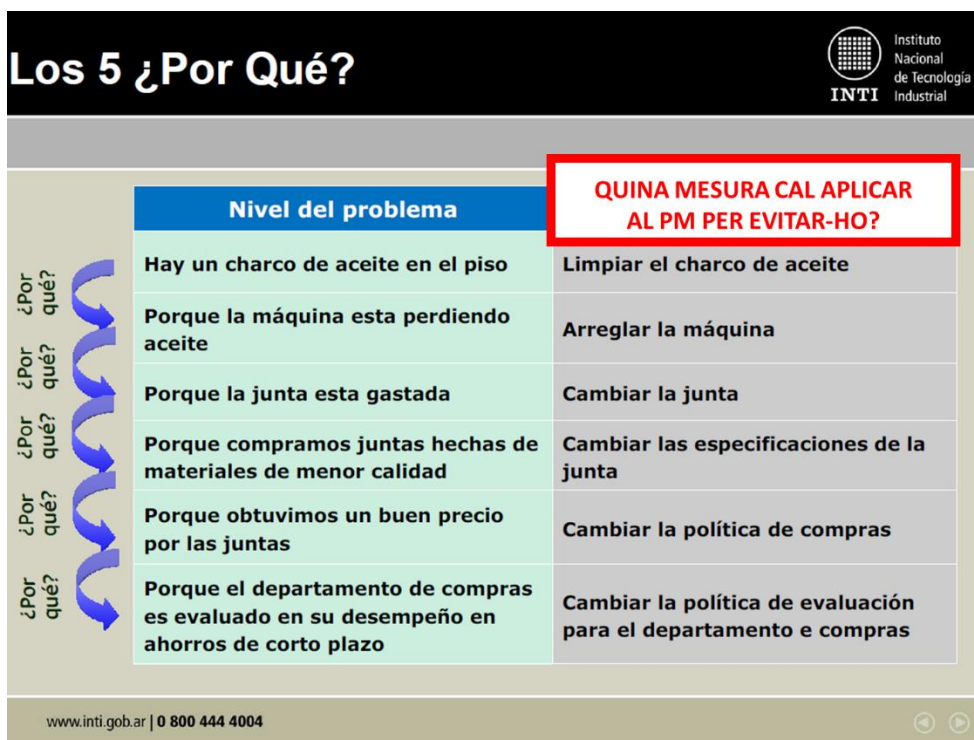 Los 5 ¿Por Qué?
INTI
Instituto
Nacional
de Tecnología
Industrial
Nivel del problema
QUINA MESURA CAL APLICAR
AL PM PER EVITAR-HO?
Hay un charco de aceite en el piso
Limpiar el charco de aceite
¿Por
qué?
Porque la máquina esta perdiendo
aceite
Arreglar la máquina
¿Por
qué?
Porque la junta esta gastada
Cambiar la junta
¿Por
qué?
Porque compramos juntas hechas de
materiales de menor calidad
Cambiar las especificaciones de la
junta
¿Por
qué?
Porque obtuvimos un buen precio
por las juntas
Cambiar la política de compras
¿Por
qué?
Porque el departamento de compras
es evaluado en su desempeño en
ahorros de corto plazo
Cambiar la política de evaluación
para el departamento e compras
www.inti.gob.ar | 0 800 444 4004